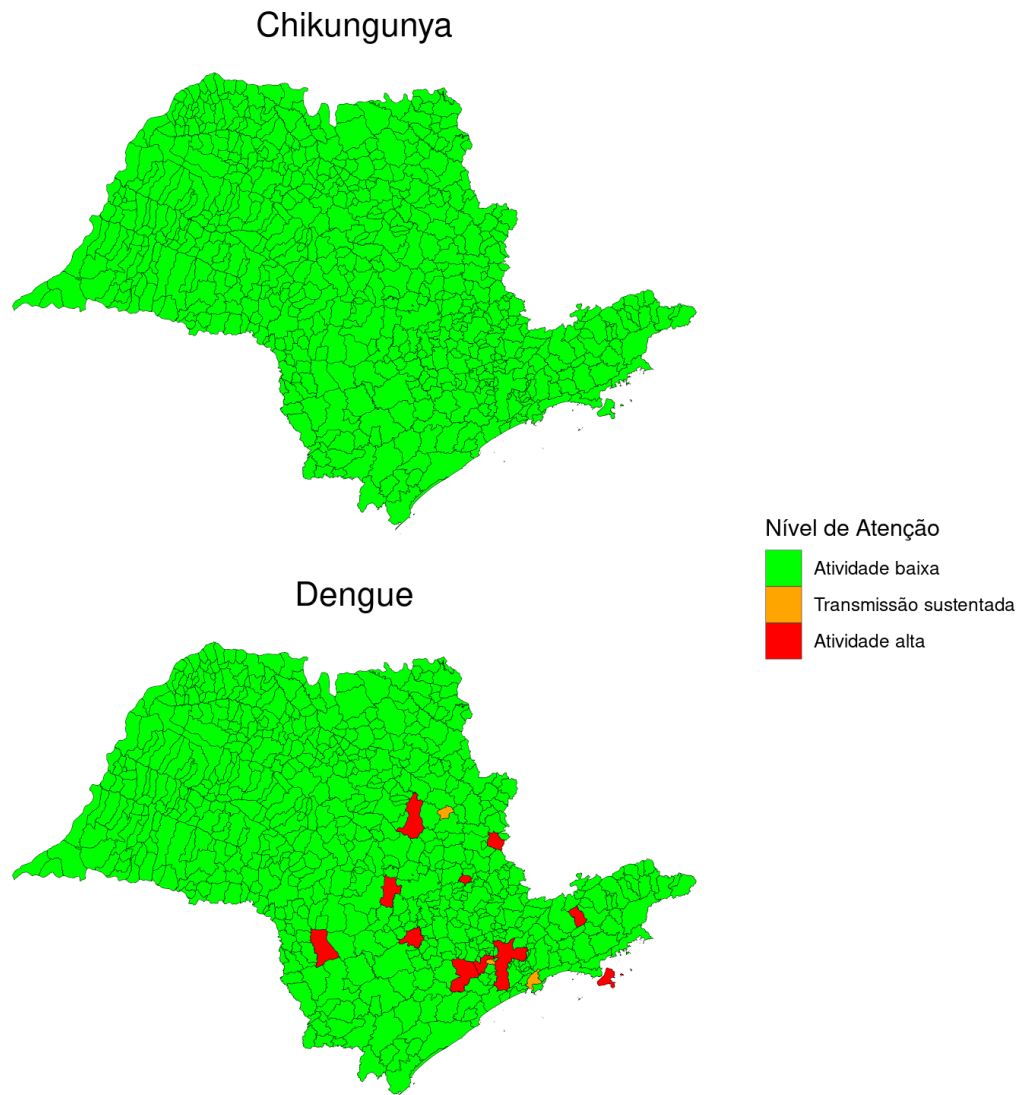 Chikungunya
Nível de Atenção
Atividade baixa
Transmissão sustentada
Atividade alta
Dengue